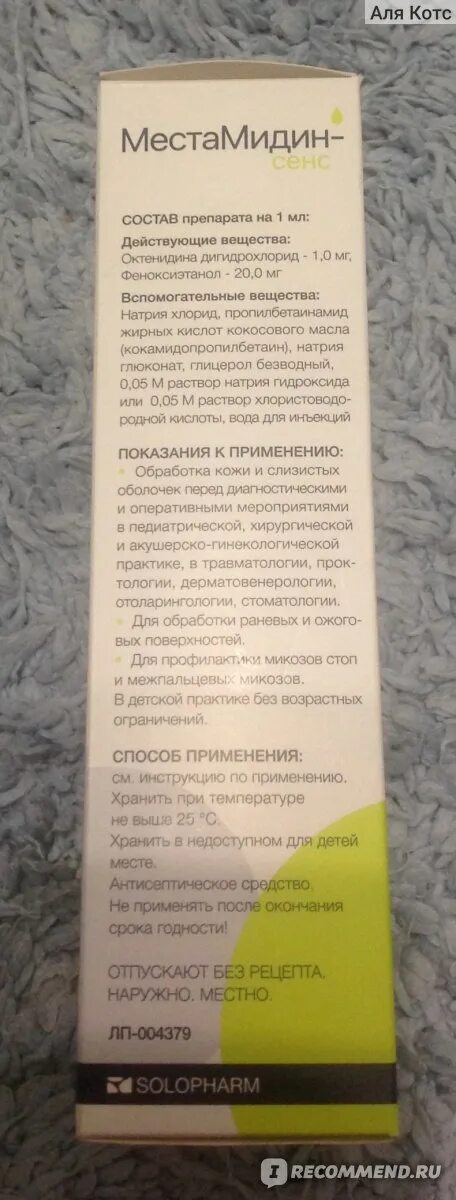 Аля Котс
МестаМидин-
сенс
СОСТАВ препарата на 1 мл:
Действующие вещества:
Октенидина дигидрохлорид - 1,0 мг,
Феноксиэтанол - 20,0 мг
Вспомогательные вещества:
Натрия хлорид, пропилбетаинамид
жирных кислот кокосового масла
(кокамидопропилбетаин), натрия
глюконат, глицерол безводный,
0,05 М раствор натрия гидроксида
или 0,05 М раствор хлористоводо-
родной кислоты, вода для инъекций
ПОКАЗАНИЯ К ПРИМЕНЕНИЮ:
• Обработка кожи и слизистых
оболочек перед диагностическими
и оперативными мероприятиями
в педиатрической, хирургической
и акушерско-гинекологической
практике, в травматологии, прок-
тологии, дерматовенерологии,
отоларингологии, стоматологии.
• Для обработки раневых и ожого-
вых поверхностей.
• Для профилактики микозов стоп
и межпальцевых микозов.
В детской практике без возрастных
ограничений.
СПОСОБ ПРИМЕНЕНИЯ:
см. инструкцию по применению.
Хранить при температуре
не выше 25 °С.
Хранить в недоступном для детей
месте.
Антисептическое средство.
Не применять после окончания
срока годности!
ОТПУСКАЮТ БЕЗ РЕЦЕПТА.
НАРУЖНО. МЕСТНО.
ЛП-004379
SOLOPHARM
IRECOMMEND.RU